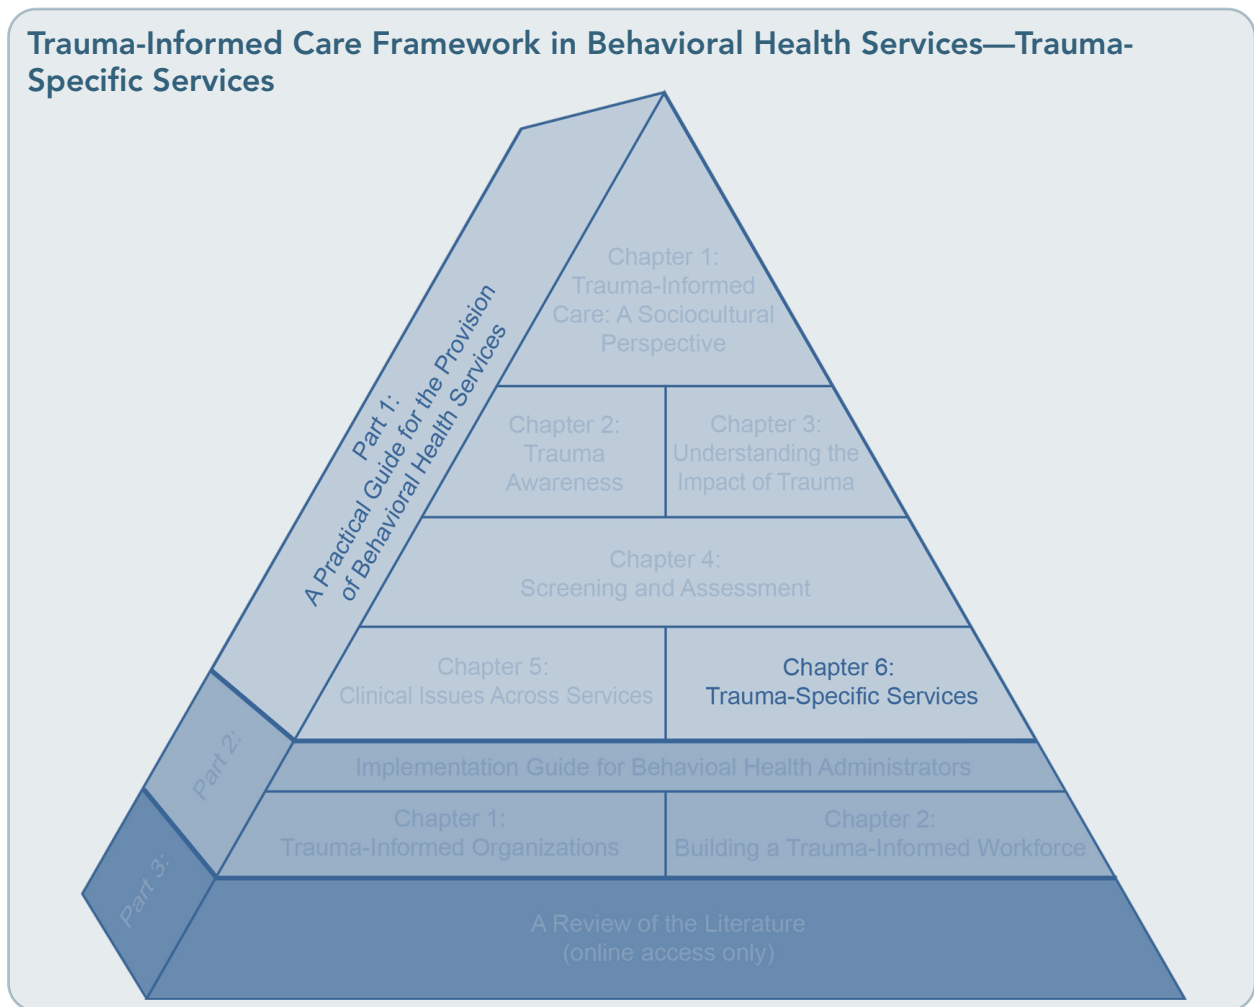 Trauma-Informed Care Framework in Behavioral Health Services—Trauma-
Specific Services
Part 1:
A Practical Guide for the Provision
of Behavioral Health Services
Chapter 1:
Trauma-Informed
Care: A Sociocultural
Perspective
Chapter 2:
Trauma
Awareness
Chapter 3:
Understanding the
Impact of Trauma
Chapter 4:
Screening and Assessment
Chapter 5:
Clinical Issues Across Services
Chapter 6:
Trauma-Specific Services
Part 2:
Implementation Guide for Behavioal Health Administrators
Chapter 1:
Trauma-Informed Organizations
Chapter 2:
Building a Trauma-Informed Workforce
Part 3:
A Review of the Literature
(online access only)